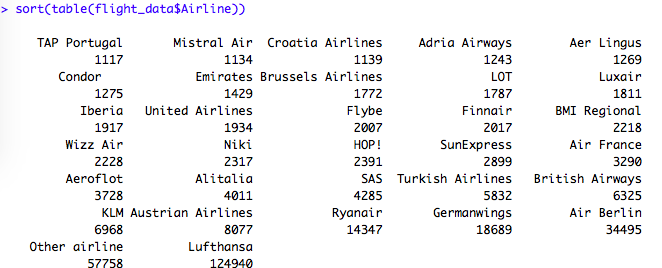 > sort(table(flight_data$Airline))
TAP Portugal Mistral Air Croatia Airlines Adria Airways Aer Lingus
1117 1134 1139 1243 1269
Condor Emirates Brussels Airlines LOT Luxair
1275 1429 1772 1787 1811
Iberia United Airlines Flybe Finnair BMI Regional
1917 1934 2007 2017 2218
Wizz Air Niki HOP! SunExpress Air France
2228 2317 2391 2899 3290
Aeroflot Alitalia SAS Turkish Airlines British Airways
3728 4011 4285 5832 6325
KLM Austrian Airlines Ryanair Germanwings Air Berlin
6968 8077 14347 18689 34495
Other airline Lufthansa
57758 124940